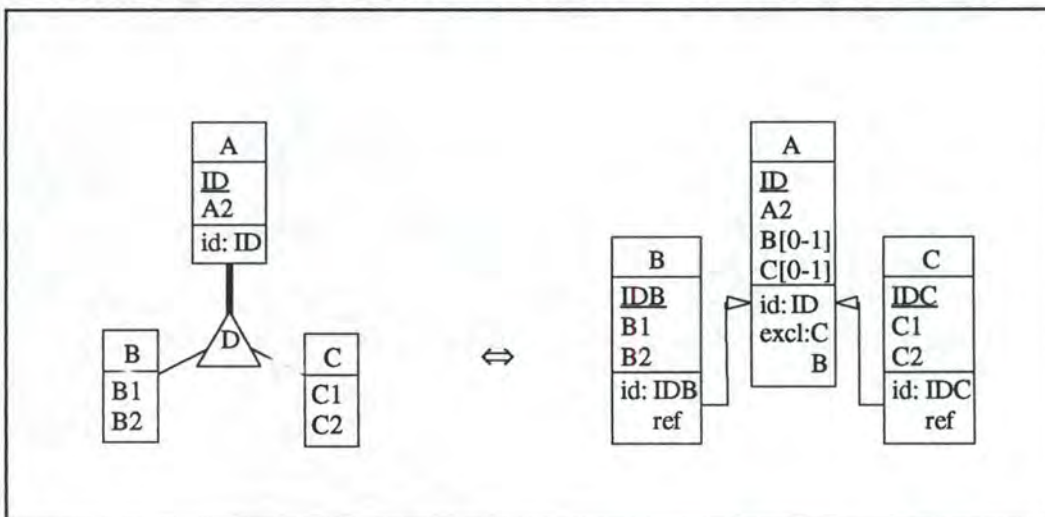 A
ID
A2
id: ID
D
B
B1
B2
C
C1
C2
⇔
B
IDB
B1
B2
id: IDB
ref
A
ID
A2
B[0-1]
C[0-1]
id: ID
excl:C
B
C
IDC
C1
C2
id: IDC
ref